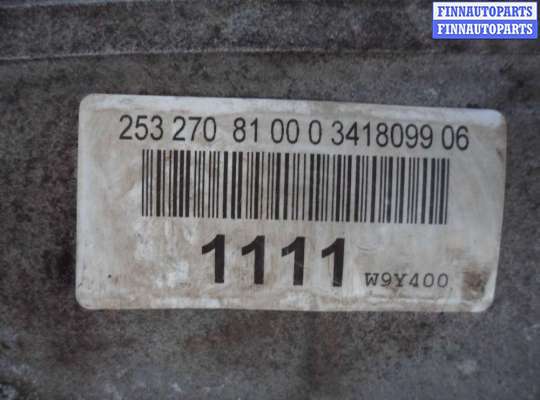 FINNAUTOPARTS
FINNAUTOPARTS
253 270 81 00 0 3418099 06
1111 W9Y400